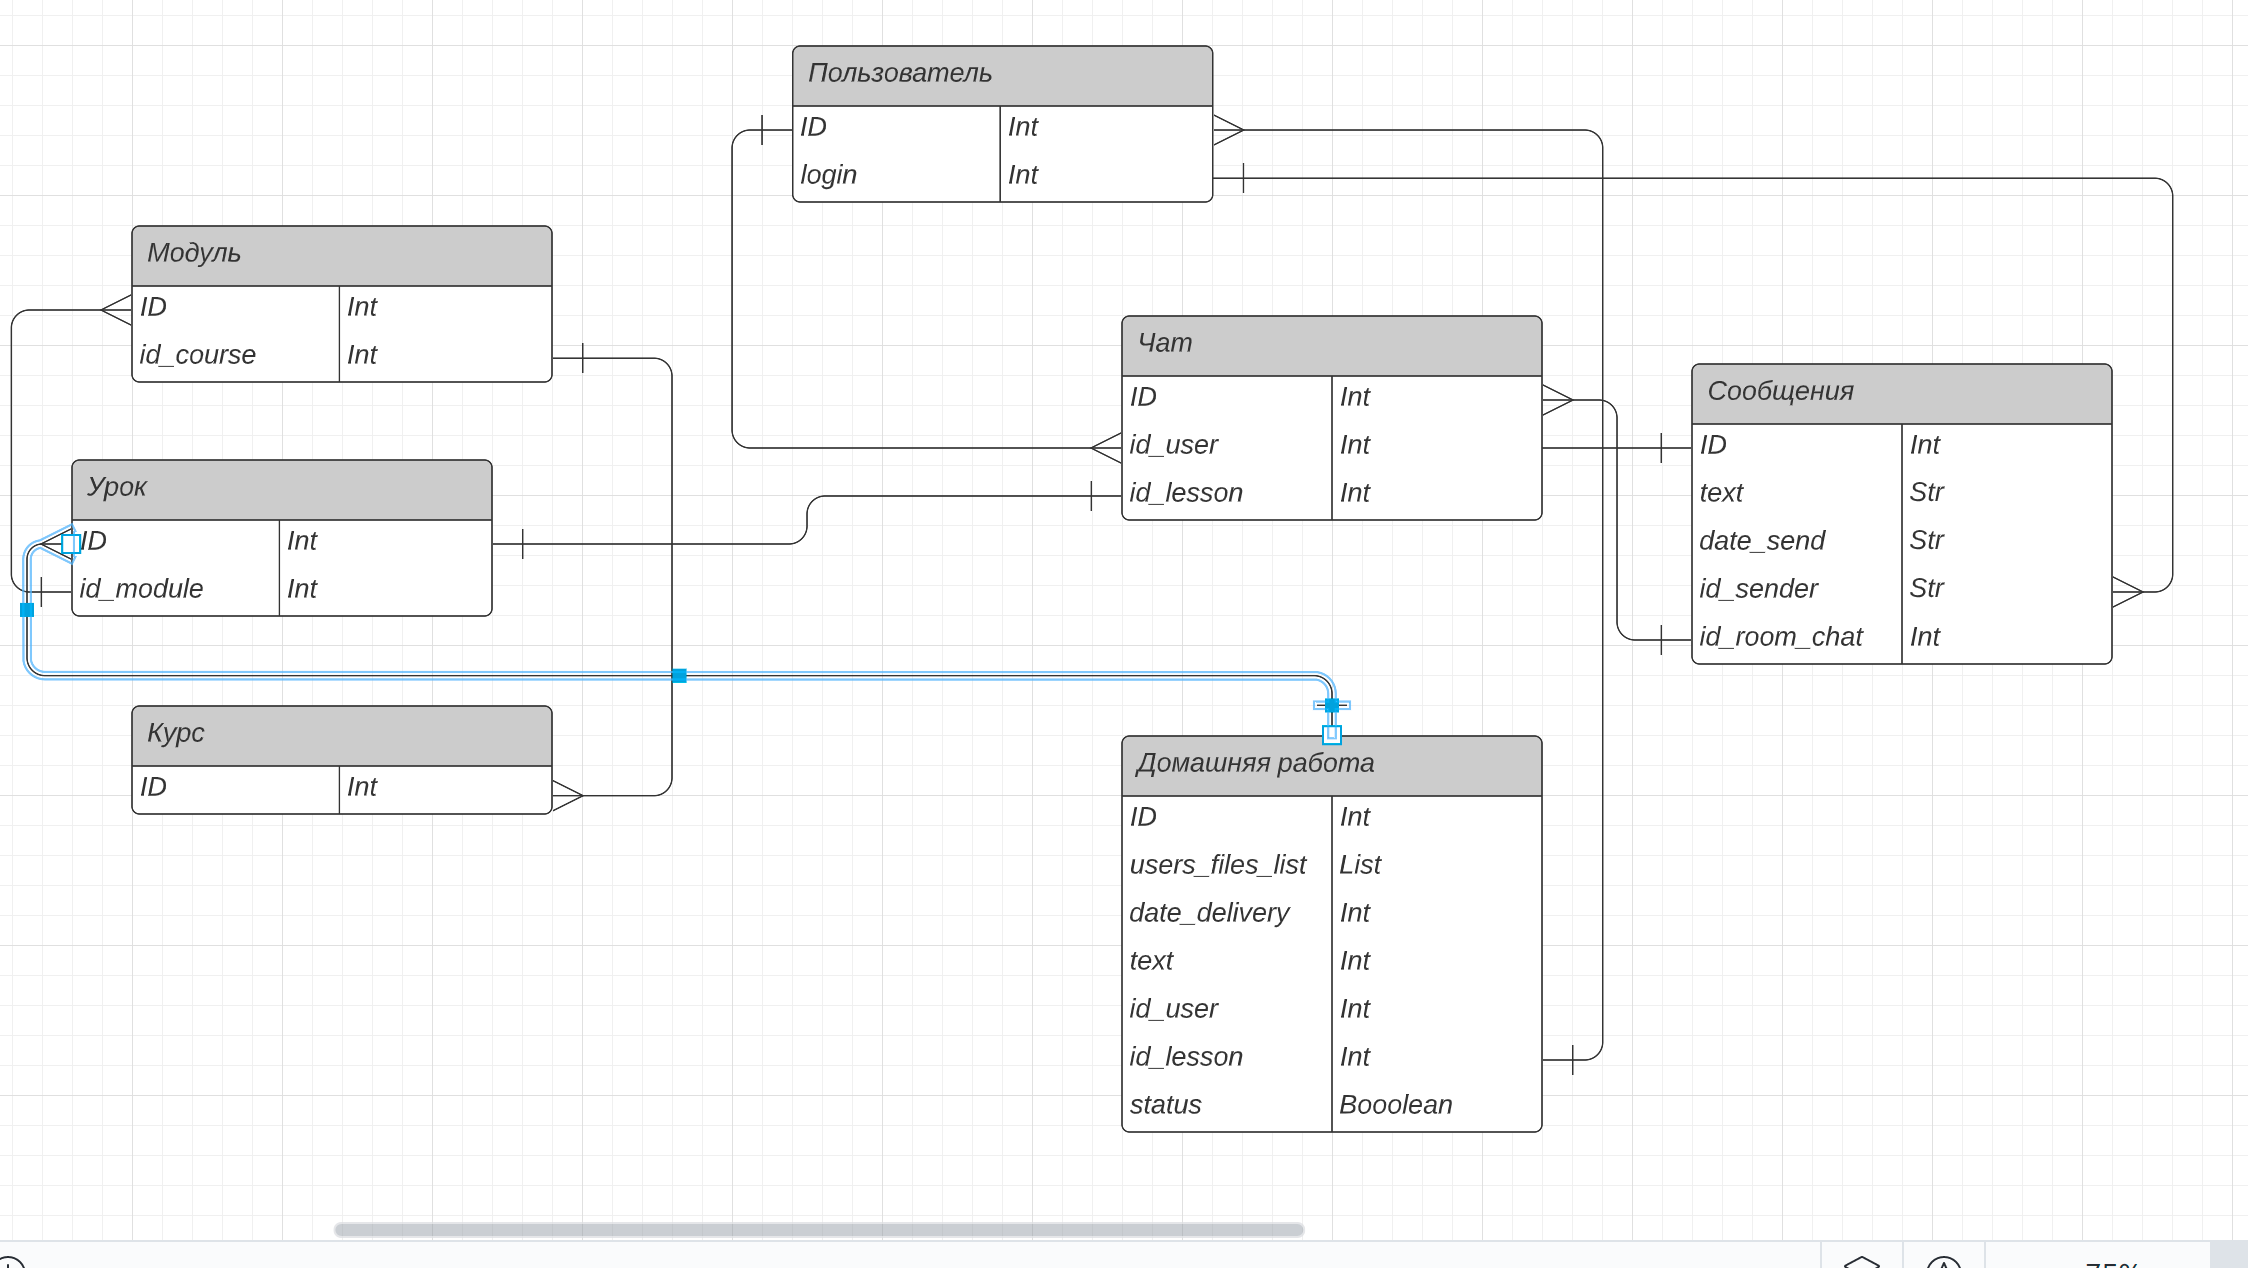 Пользователь
ID Int
login Int
Модуль
ID Int
id_course Int
Чат
ID Int
id_user Int
id_lesson Int
Сообщения
ID Int
text Str
date_send Str
id_sender Str
id_room_chat Int
Урок
ID Int
id_module Int
Курс
ID Int
Домашняя работа
ID Int
users_files_list List
date_delivery Int
text Int
id_user Int
id_lesson Int
status Booolean
75%